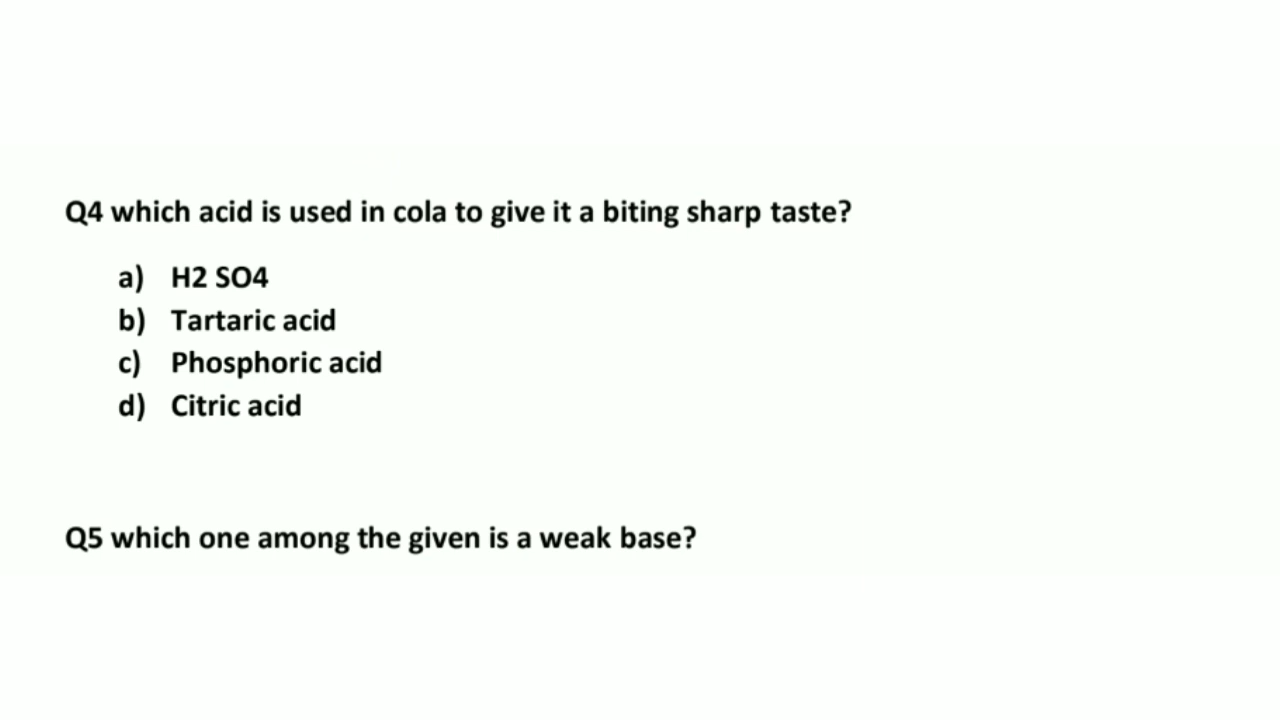 Q4 which acid is used in cola to give it a biting sharp taste?
a) H2 SO4
b) Tartaric acid
c) Phosphoric acid
d) Citric acid
Q5 which one among the given is a weak base?